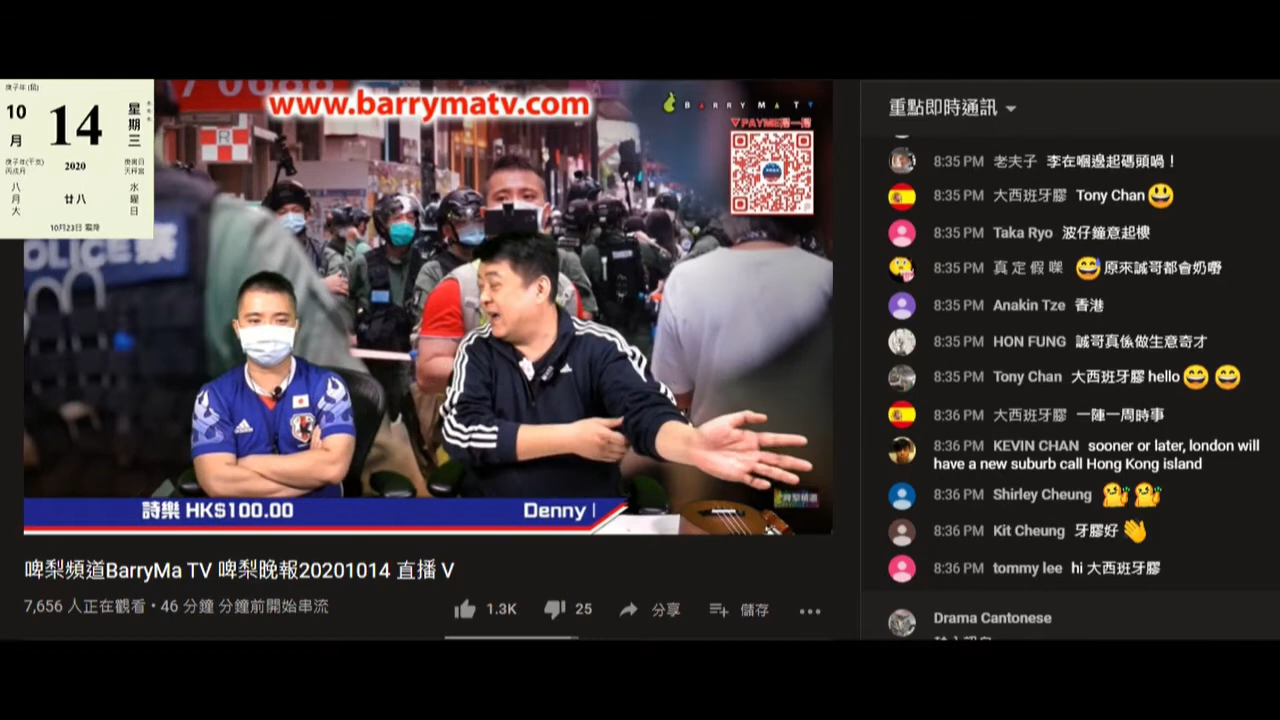 庚子年 (鼠)
10
月
14
星期三
2020
廿八
八月大
水曜日
10月23日 霜降
www.barrymatv.com
BARRYMATV
POLICE 警
詩樂 HK$100.00
Denny
啤梨頻道
啤梨頻道BarryMa TV 啤梨晚報20201014 直播 V
7,656 人正在觀看 • 46 分鐘 分鐘前開始串流
1.3K
25
分享
儲存
重點即時通訊
8:35 PM 老夫子 李在嗰邊起碼頭喎！
8:35 PM 大西班牙膠 Tony Chan 😃
8:35 PM Taka Ryo 波仔鐘意起樓
8:35 PM 真 定 假 㗎 😅 原來誠哥都會奶嘢
8:35 PM Anakin Tze 香港
8:35 PM HON FUNG 誠哥真係做生意奇才
8:35 PM Tony Chan 大西班牙膠 hello 😄 😄
8:36 PM 大西班牙膠 一陣一周時事
8:36 PM KEVIN CHAN sooner or later, london will
have a new suburb call Hong Kong island
8:36 PM Shirley Cheung
8:36 PM Kit Cheung 牙膠好 👋
8:36 PM tommy lee hi 大西班牙膠
Drama Cantonese